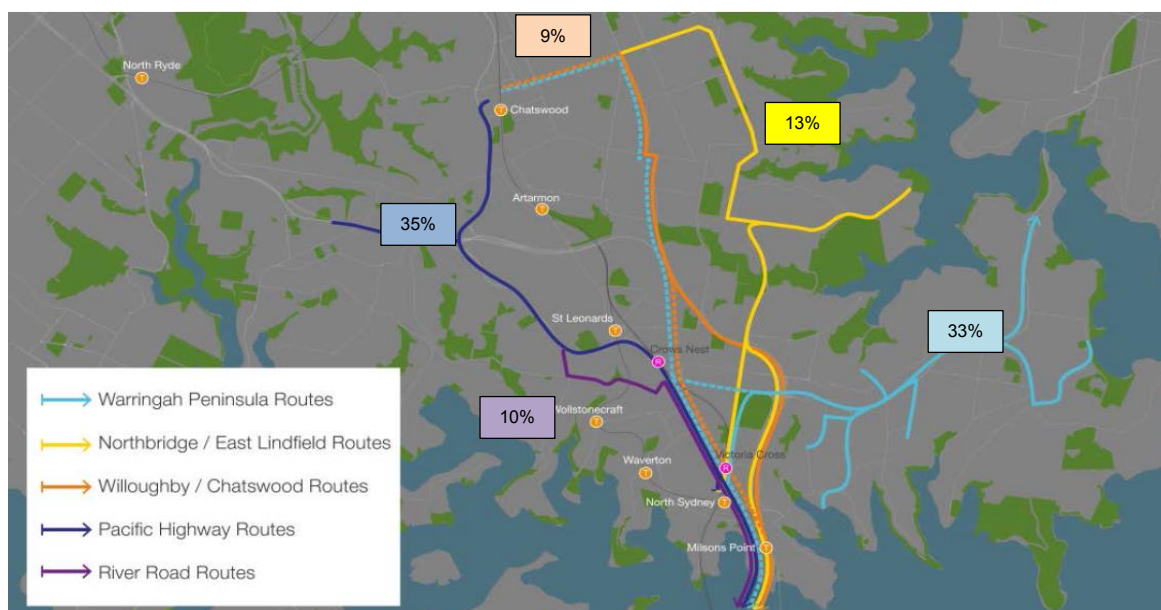 9%
North Ryde
T
T Chatswood
13%
Artarmon
T
35%
St Leonards
T
33%
Crows Nest
R
Wollstonecraft
T
10%
Victoria Cross
R
Waverton
T
North Sydney T
Milsons Point T
Warringah Peninsula Routes
Northbridge / East Lindfield Routes
Willoughby / Chatswood Routes
Pacific Highway Routes
River Road Routes